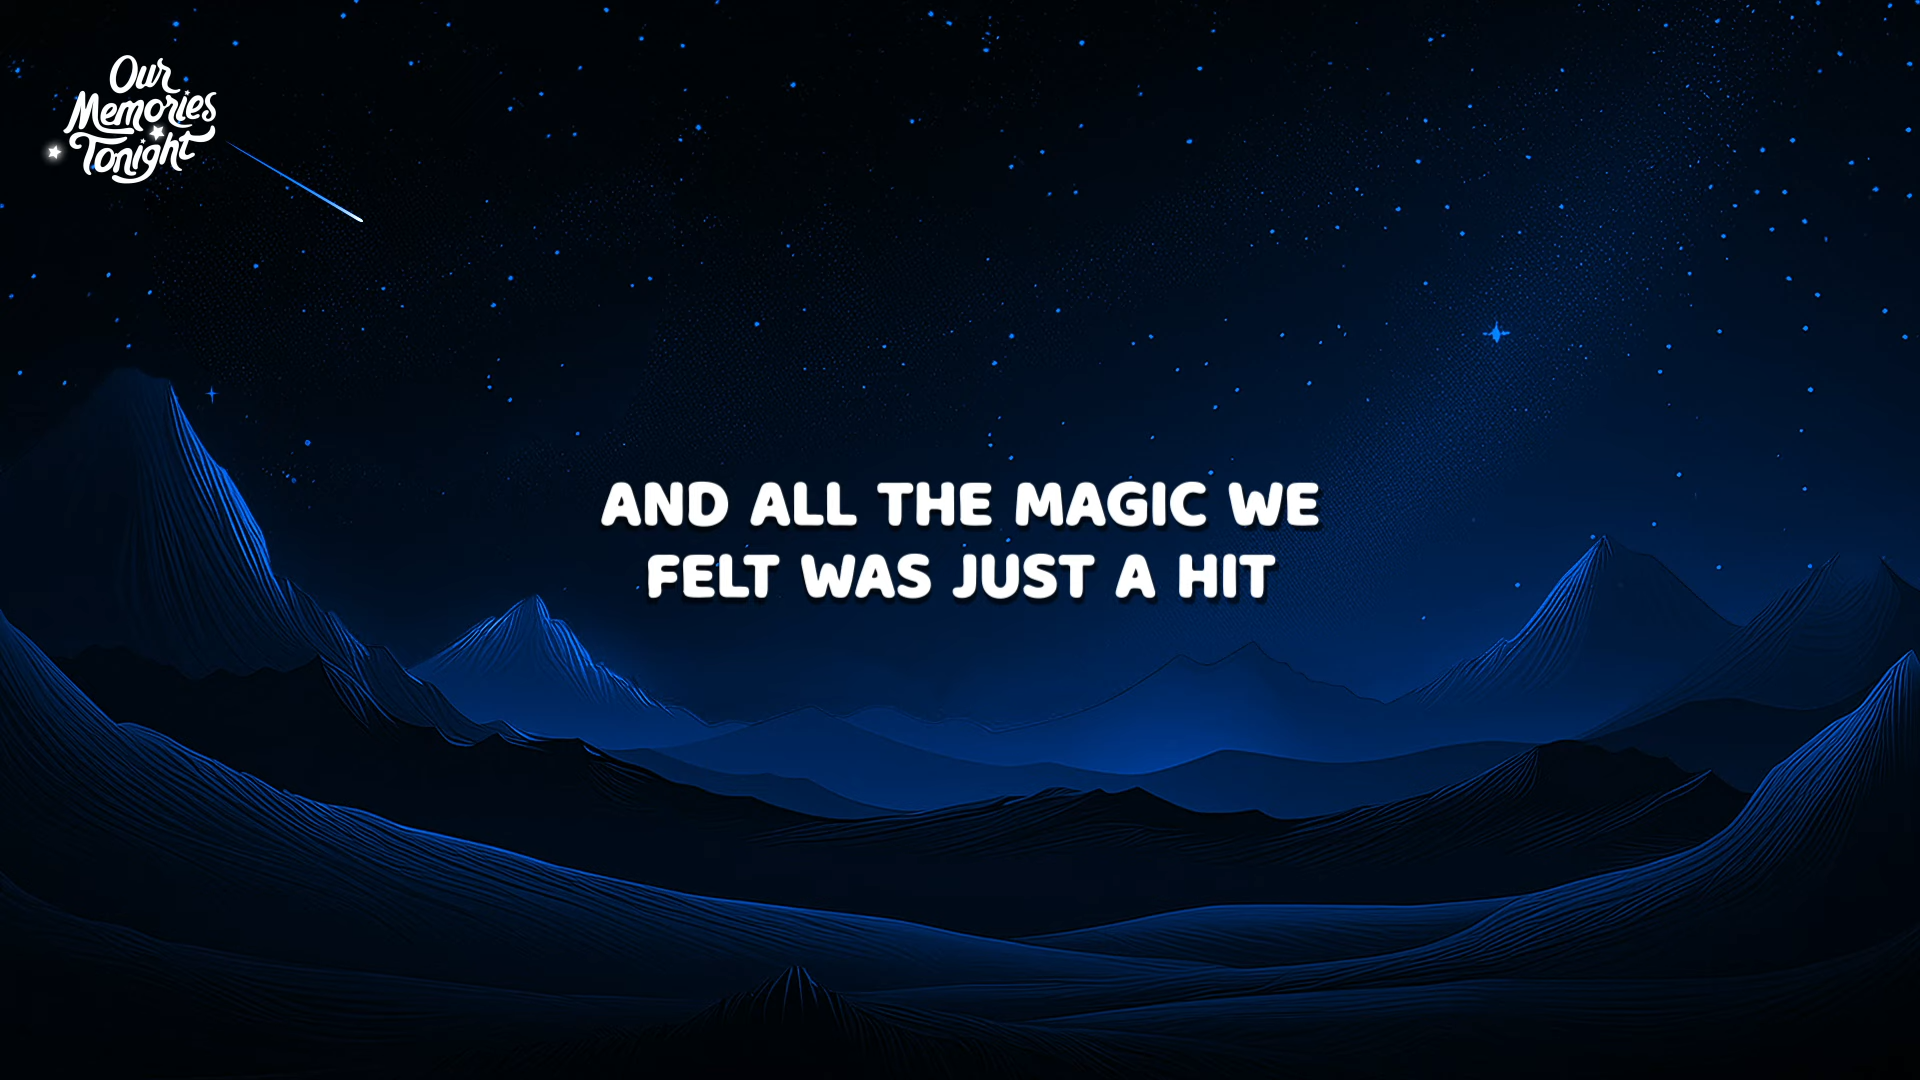 Our
Memories
Tonight
AND ALL THE MAGIC WE
FELT WAS JUST A HIT